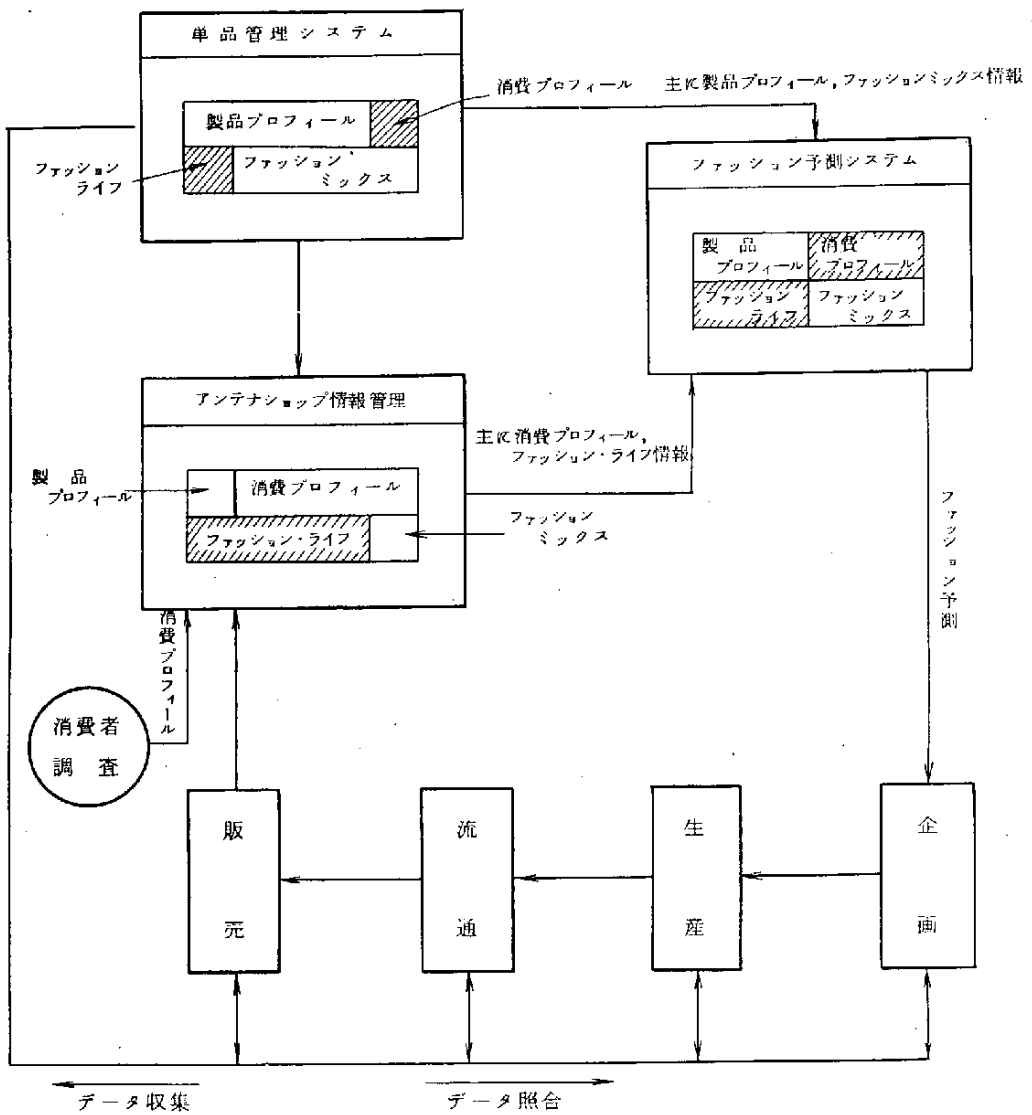 単品管理システム
消費プロフィール
主に製品プロフィール,ファッションミックス情報
製品プロフィール
ファッション
ライフ
ファッション・
ミックス
ファッション予測システム
製品
プロフィール
消費
プロフィール
ファッション
ライフ
ファッション
ミックス
アンテナショップ情報管理
主に消費プロフィール,
ファッション・ライフ情報
製品
プロフィール
消費プロフィール
ファッション・ライフ
ファッション
ミックス
ファッション予測
消費プロフィール
消費者
調査
販売
流通
生産
企画
データ収集
データ照合